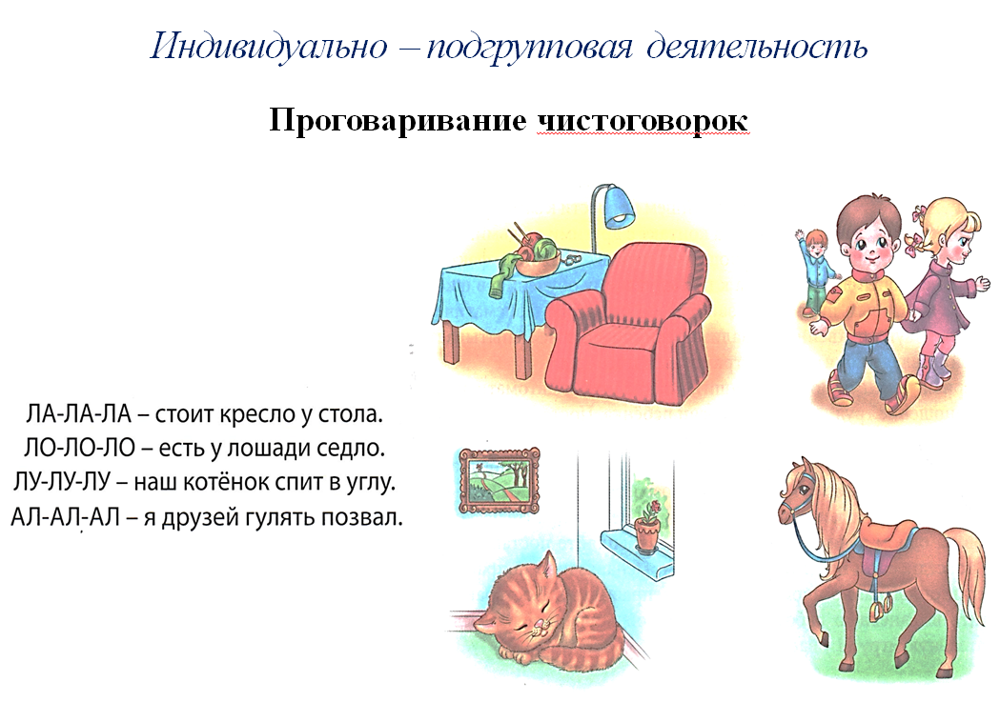 Индивидуально – подгрупповая деятельность
Проговаривание чистоговорок
ЛА-ЛА-ЛА – стоит кресло у стола.
ЛО-ЛО-ЛО – есть у лошади седло.
ЛУ-ЛУ-ЛУ – наш котёнок спит в углу.
АЛ-АЛ-АЛ – я друзей гулять позвал.